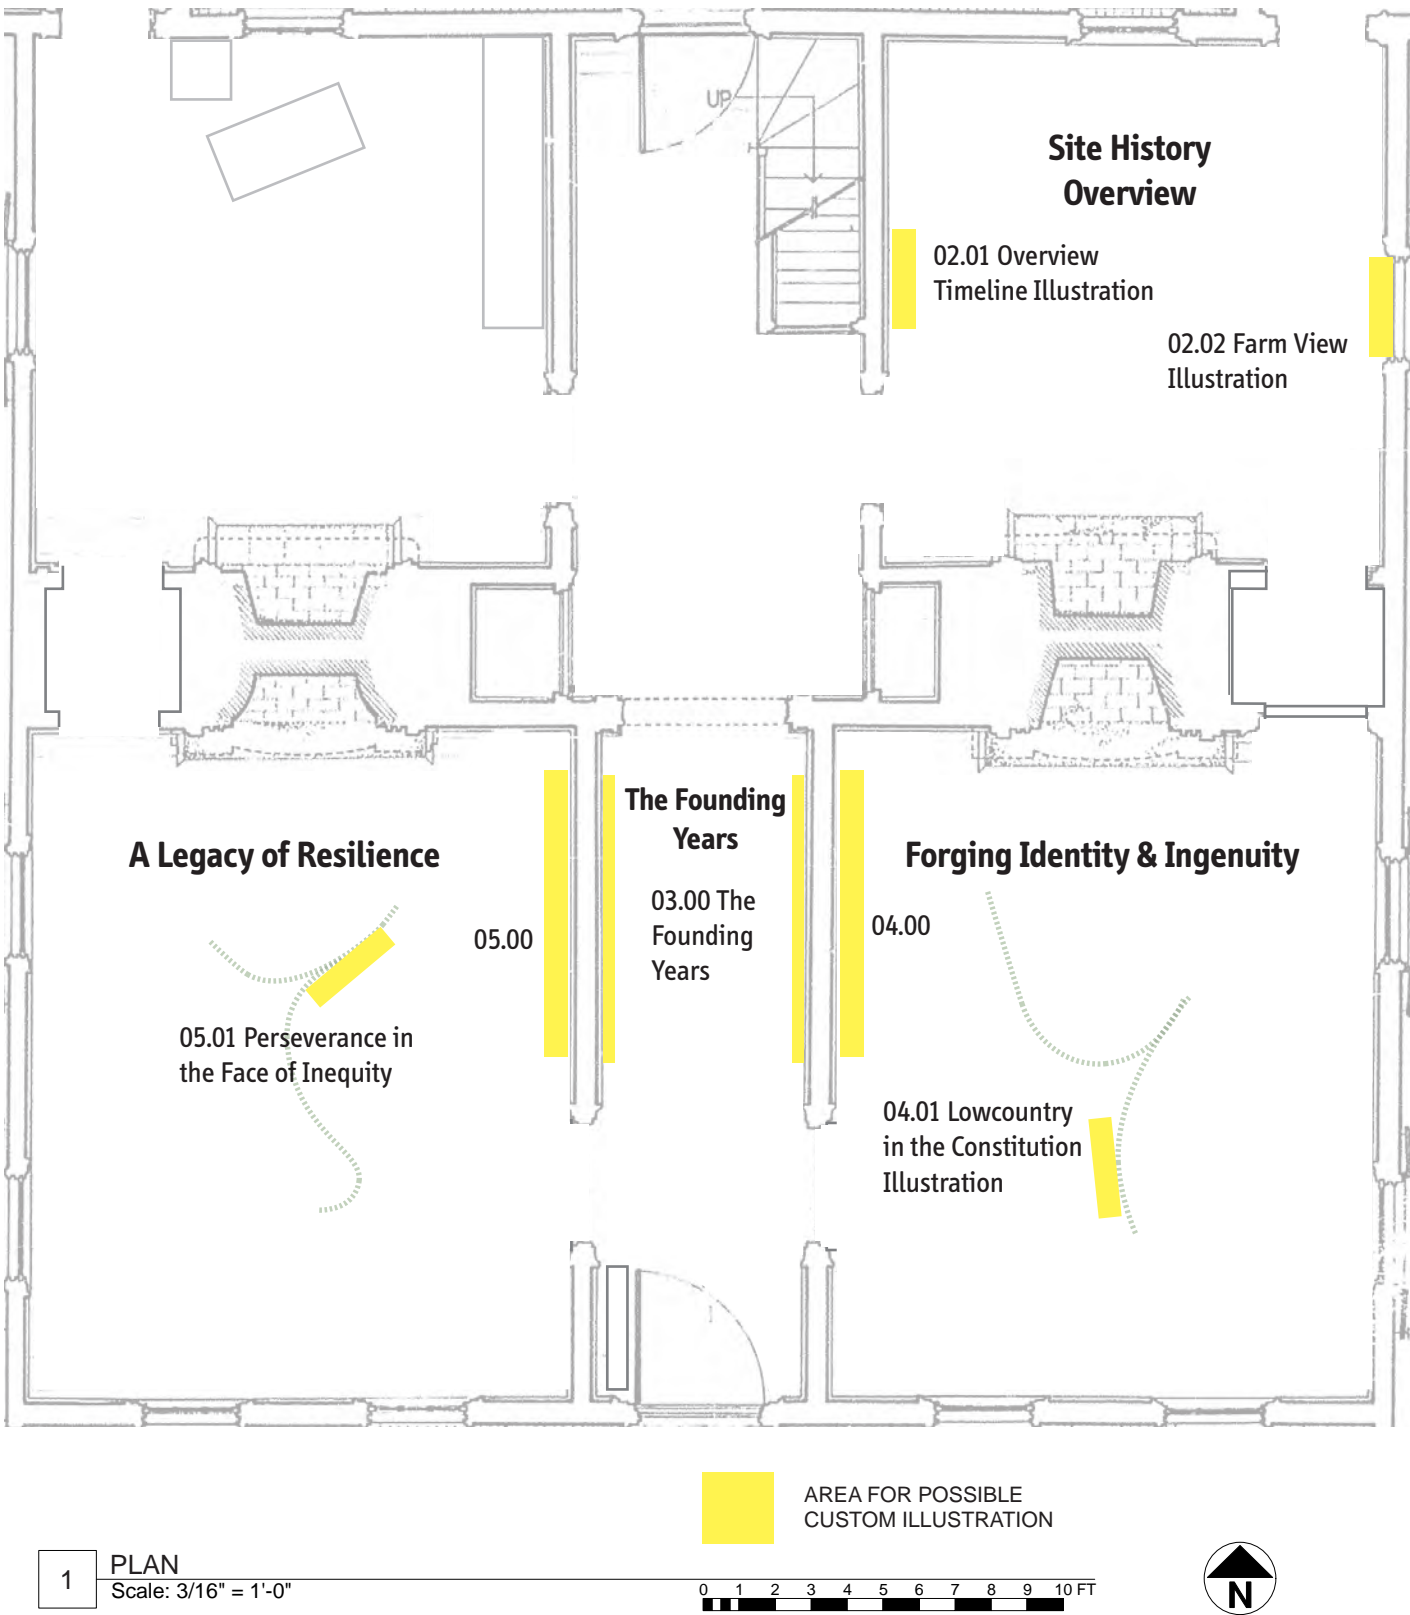 UP
Site History
Overview
02.01 Overview
Timeline Illustration
02.02 Farm View
Illustration
A Legacy of Resilience
05.00
05.01 Perseverance in
the Face of Inequity
The Founding
Years
03.00 The
Founding
Years
Forging Identity & Ingenuity
04.00
04.01 Lowcountry
in the Constitution
Illustration
AREA FOR POSSIBLE
CUSTOM ILLUSTRATION
1
PLAN
Scale: 3/16" = 1'-0"
0 1 2 3 4 5 6 7 8 9 10 FT
N